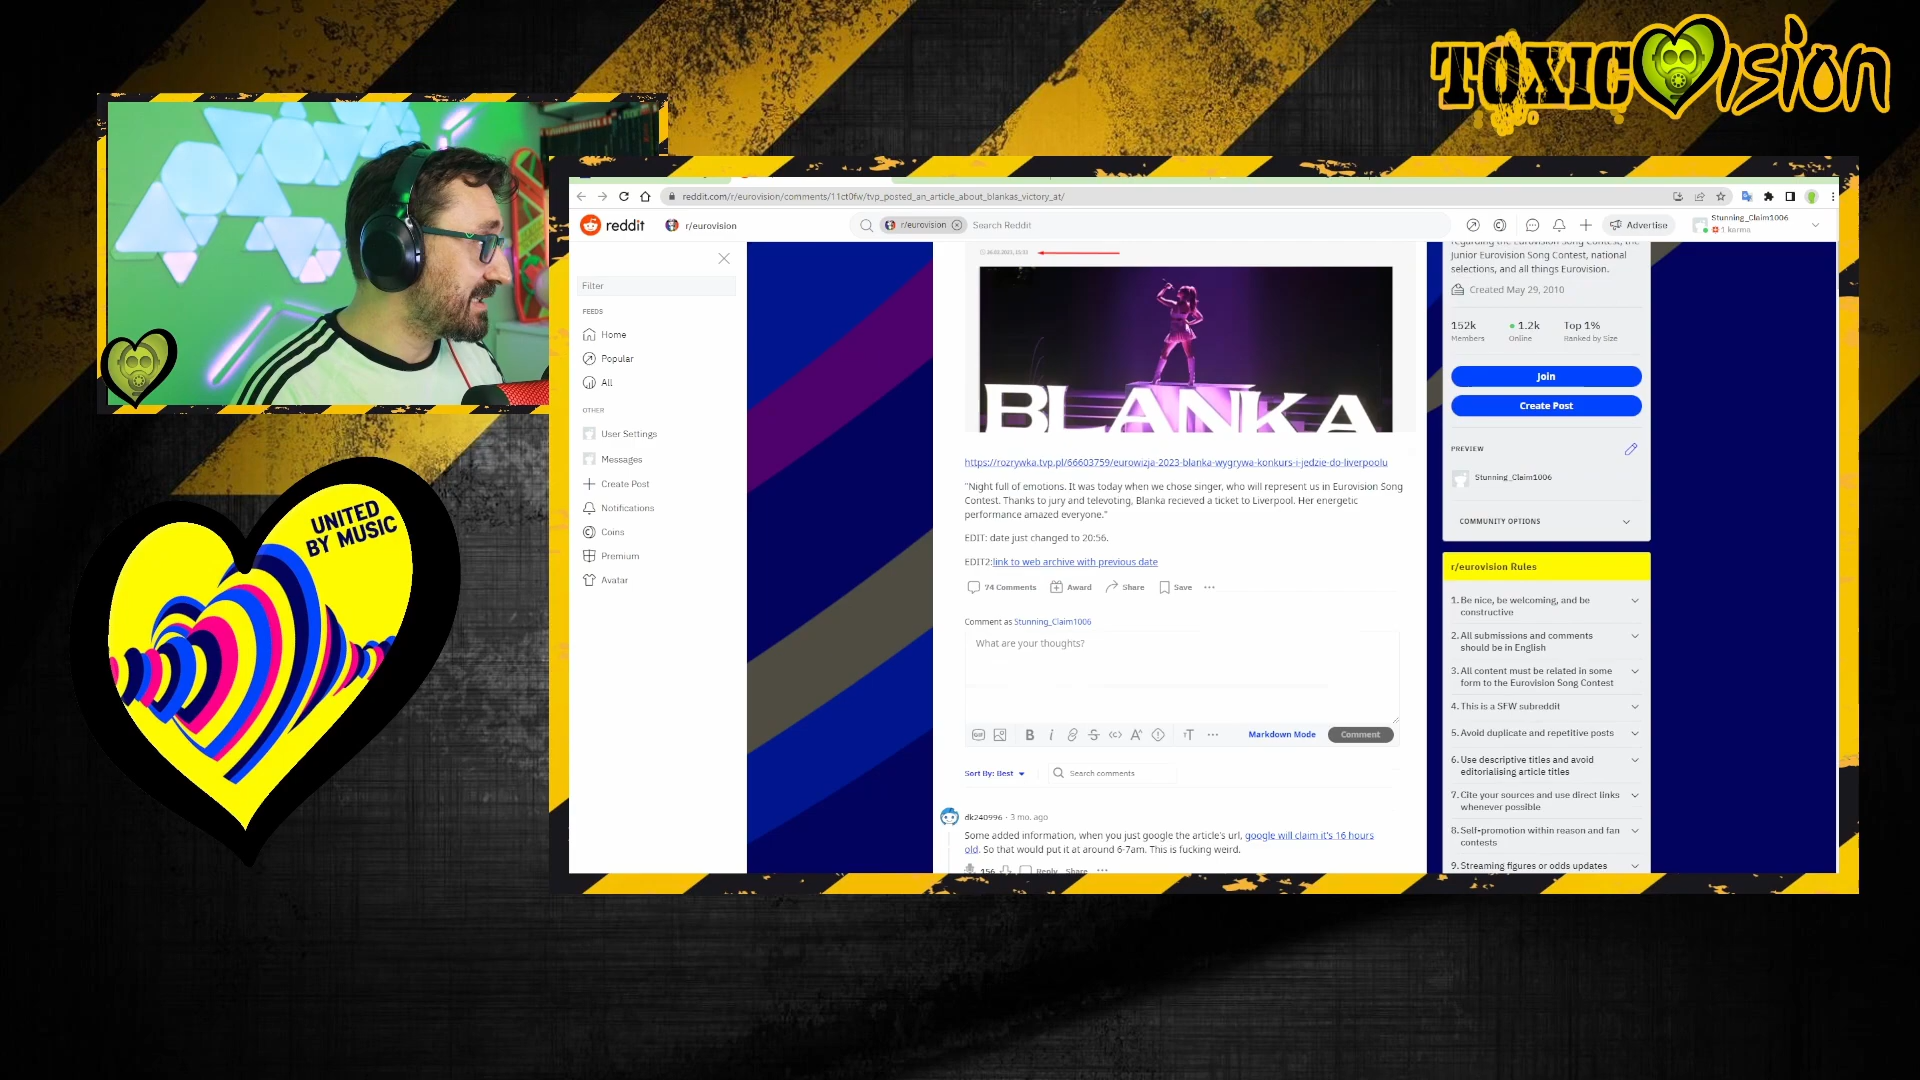 TOXICVision
reddit.com/r/eurovision/comments/11ct0fw/tvp_posted_an_article_about_blankas_victory_at/
reddit
r/eurovision
r/eurovision
Search Reddit
Advertise
Stunning_Claim1006
1 karma
Filter
FEEDS
Home
Popular
All
OTHER
User Settings
Messages
Create Post
Notifications
Coins
Premium
Avatar
BLANKA
https://rozrywka.tvp.pl/66603759/eurowizja-2023-blanka-wygrywa-konkurs-i-jedzie-do-liverpoolu
"Night full of emotions. It was today when we chose singer, who will represent us in Eurovision Song
Contest. Thanks to jury and televoting, Blanka recieved a ticket to Liverpool. Her energetic
performance amazed everyone."
EDIT: date just changed to 20:56.
EDIT2:link to web archive with previous date
74 Comments Award Share Save
Comment as Stunning_Claim1006
What are your thoughts?
Markdown Mode
Comment
Sort By: Best
Search comments
dk240996 · 3 mo. ago
Some added information, when you just google the article's url, google will claim it's 16 hours
old. So that would put it at around 6-7am. This is fucking weird.
156 Reply Share
regarding the Eurovision Song Contest, the
Junior Eurovision Song Contest, national
selections, and all things Eurovision.
Created May 29, 2010
152k 1.2k Top 1%
Members Online Ranked by Size
Join
Create Post
PREVIEW
Stunning_Claim1006
COMMUNITY OPTIONS
r/eurovision Rules
1. Be nice, be welcoming, and be
constructive
2. All submissions and comments
should be in English
3. All content must be related in some
form to the Eurovision Song Contest
4. This is a SFW subreddit
5. Avoid duplicate and repetitive posts
6. Use descriptive titles and avoid
editorialising article titles
7. Cite your sources and use direct links
whenever possible
8. Self-promotion within reason and fan
contests
9. Streaming figures or odds updates
UNITED
BY MUSIC